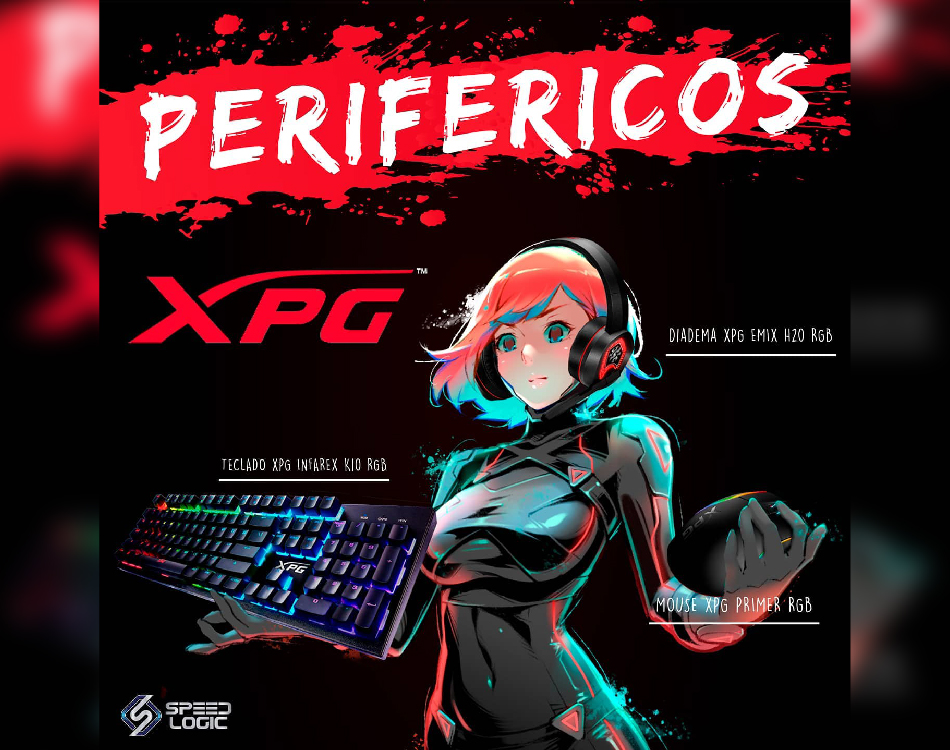 PERIFERICOS
XPG™
DIADEMA XPG EMIX H20 RGB
TECLADO XPG INFAREX K10 RGB
XPG
MOUSE XPG PRIMER RGB
SPEED
LOGIC